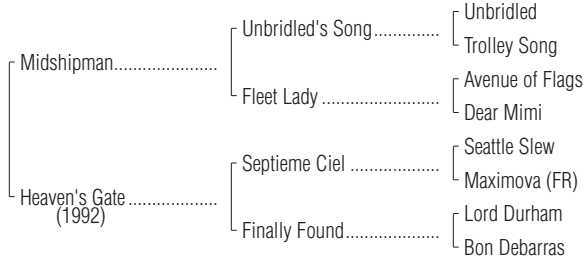 Unbridled
Unbridled's Song..............
Trolley Song
Midshipman......................
Avenue of Flags
Fleet Lady .........................
Dear Mimi
Seattle Slew
Septieme Ciel ...................
Maximova (FR)
Heaven's Gate ...................
(1992)
Lord Durham
Finally Found....................
Bon Debarras